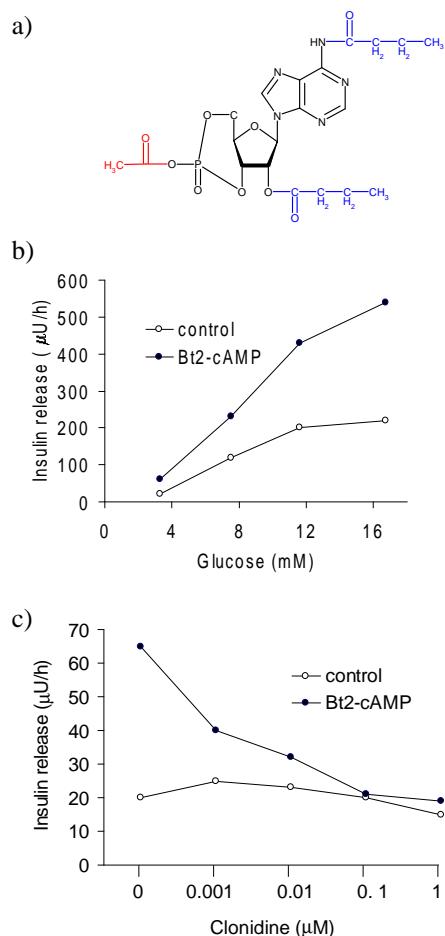 a)
O
HN C C CH₃
C H₂ H₂
N N
N N
O C O
O
H₃C O P
O O
O C C CH₃
C H₂ H₂
O
b)
600
500
400
300
200
100
0
0 4 8 12 16
Insulin release ( µU/h)
Glucose (mM)
control
Bt2-cAMP
c)
70
60
50
40
30
20
10
0
0 0.001 0.01 0. 1 1
Insulin release (µU/h)
Clonidine (µM)
control
Bt2-cAMP